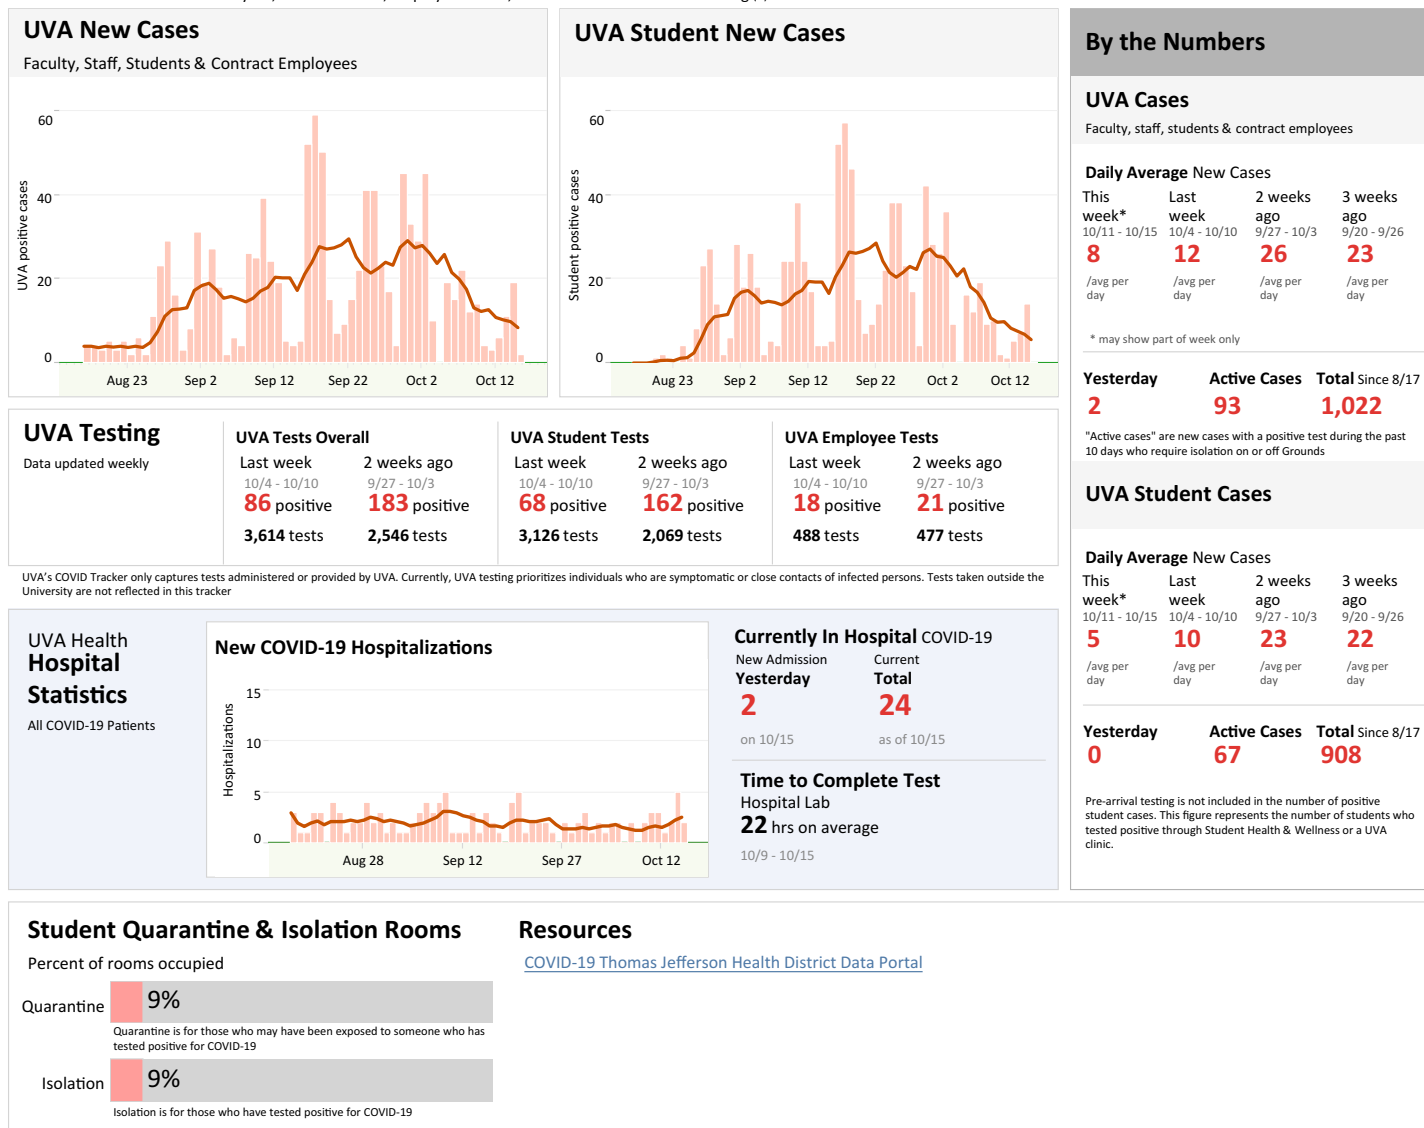 UVA New Cases
Faculty, Staff, Students & Contract Employees
UVA positive cases
60
40
20
0
Aug 23
Sep 2
Sep 12
Sep 22
Oct 2
Oct 12
UVA Student New Cases
Student positive cases
60
40
20
0
Aug 23
Sep 2
Sep 12
Sep 22
Oct 2
Oct 12
By the Numbers
UVA Cases
Faculty, staff, students & contract employees
Daily Average New Cases
This week*
10/11 - 10/15
8
/avg per day
Last week
10/4 - 10/10
12
/avg per day
2 weeks ago
9/27 - 10/3
26
/avg per day
3 weeks ago
9/20 - 9/26
23
/avg per day
* may show part of week only
Yesterday
2
Active Cases
93
Total Since 8/17
1,022
"Active cases" are new cases with a positive test during the past
10 days who require isolation on or off Grounds
UVA Student Cases
Daily Average New Cases
This week*
10/11 - 10/15
5
/avg per day
Last week
10/4 - 10/10
10
/avg per day
2 weeks ago
9/27 - 10/3
23
/avg per day
3 weeks ago
9/20 - 9/26
22
/avg per day
Yesterday
0
Active Cases
67
Total Since 8/17
908
Pre-arrival testing is not included in the number of positive
student cases. This figure represents the number of students who
tested positive through Student Health & Wellness or a UVA
clinic.
UVA Testing
Data updated weekly
UVA Tests Overall
Last week
10/4 - 10/10
86 positive
3,614 tests
2 weeks ago
9/27 - 10/3
183 positive
2,546 tests
UVA Student Tests
Last week
10/4 - 10/10
68 positive
3,126 tests
2 weeks ago
9/27 - 10/3
162 positive
2,069 tests
UVA Employee Tests
Last week
10/4 - 10/10
18 positive
488 tests
2 weeks ago
9/27 - 10/3
21 positive
477 tests
UVA's COVID Tracker only captures tests administered or provided by UVA. Currently, UVA testing prioritizes individuals who are symptomatic or close contacts of infected persons. Tests taken outside the
University are not reflected in this tracker
UVA Health
Hospital
Statistics
All COVID-19 Patients
New COVID-19 Hospitalizations
Hospitalizations
15
10
5
0
Aug 28
Sep 12
Sep 27
Oct 12
Currently In Hospital COVID-19
New Admission
Yesterday
2
on 10/15
Current
Total
24
as of 10/15
Time to Complete Test
Hospital Lab
22 hrs on average
10/9 - 10/15
Student Quarantine & Isolation Rooms
Percent of rooms occupied
Quarantine
9%
Quarantine is for those who may have been exposed to someone who has
tested positive for COVID-19
Isolation
9%
Isolation is for those who have tested positive for COVID-19
Resources
COVID-19 Thomas Jefferson Health District Data Portal